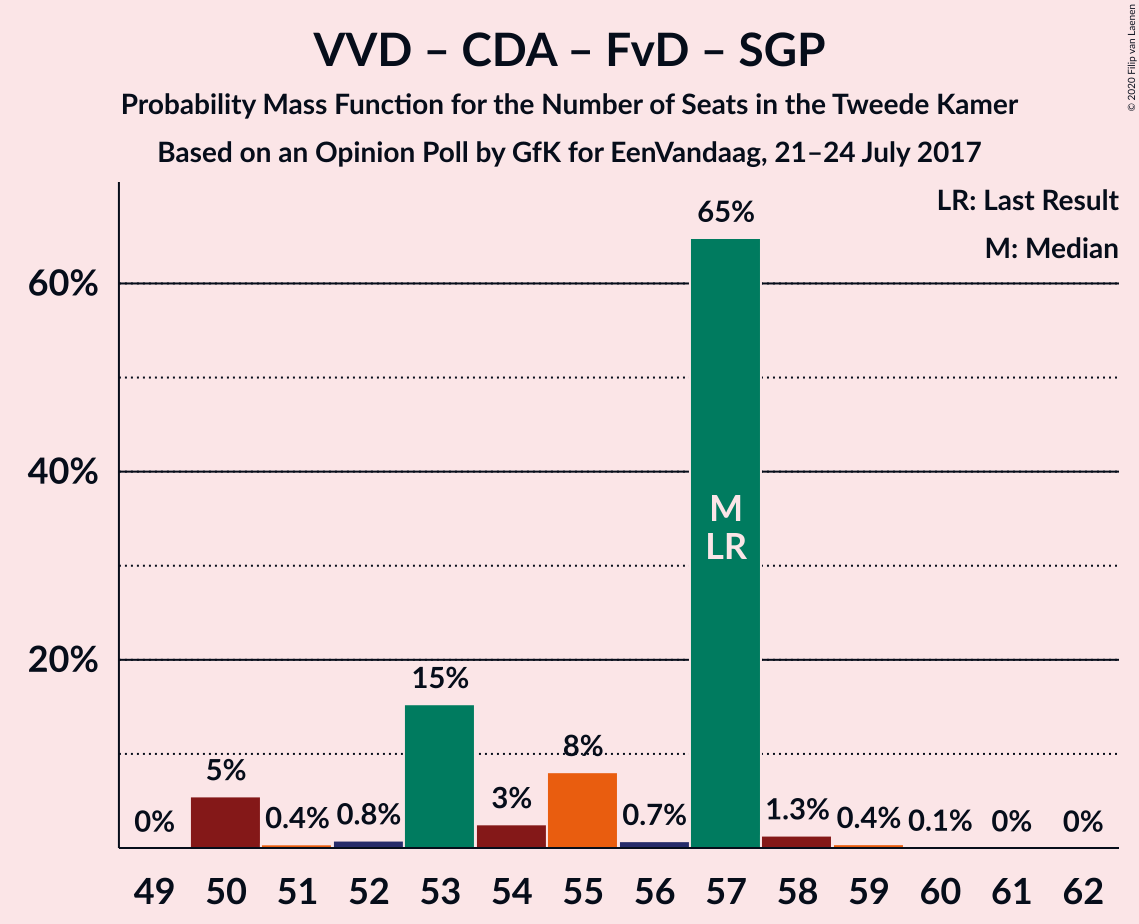 VVD – CDA – FvD – SGP
Probability Mass Function for the Number of Seats in the Tweede Kamer
Based on an Opinion Poll by GfK for EenVandaag, 21–24 July 2017
© 2020 Filip van Laenen
LR: Last Result
M: Median
60%
40%
20%
0%
5%
0.4%
0.8%
15%
3%
8%
0.7%
65%
M
LR
1.3%
0.4%
0.1%
0%
0%
49 50 51 52 53 54 55 56 57 58 59 60 61 62